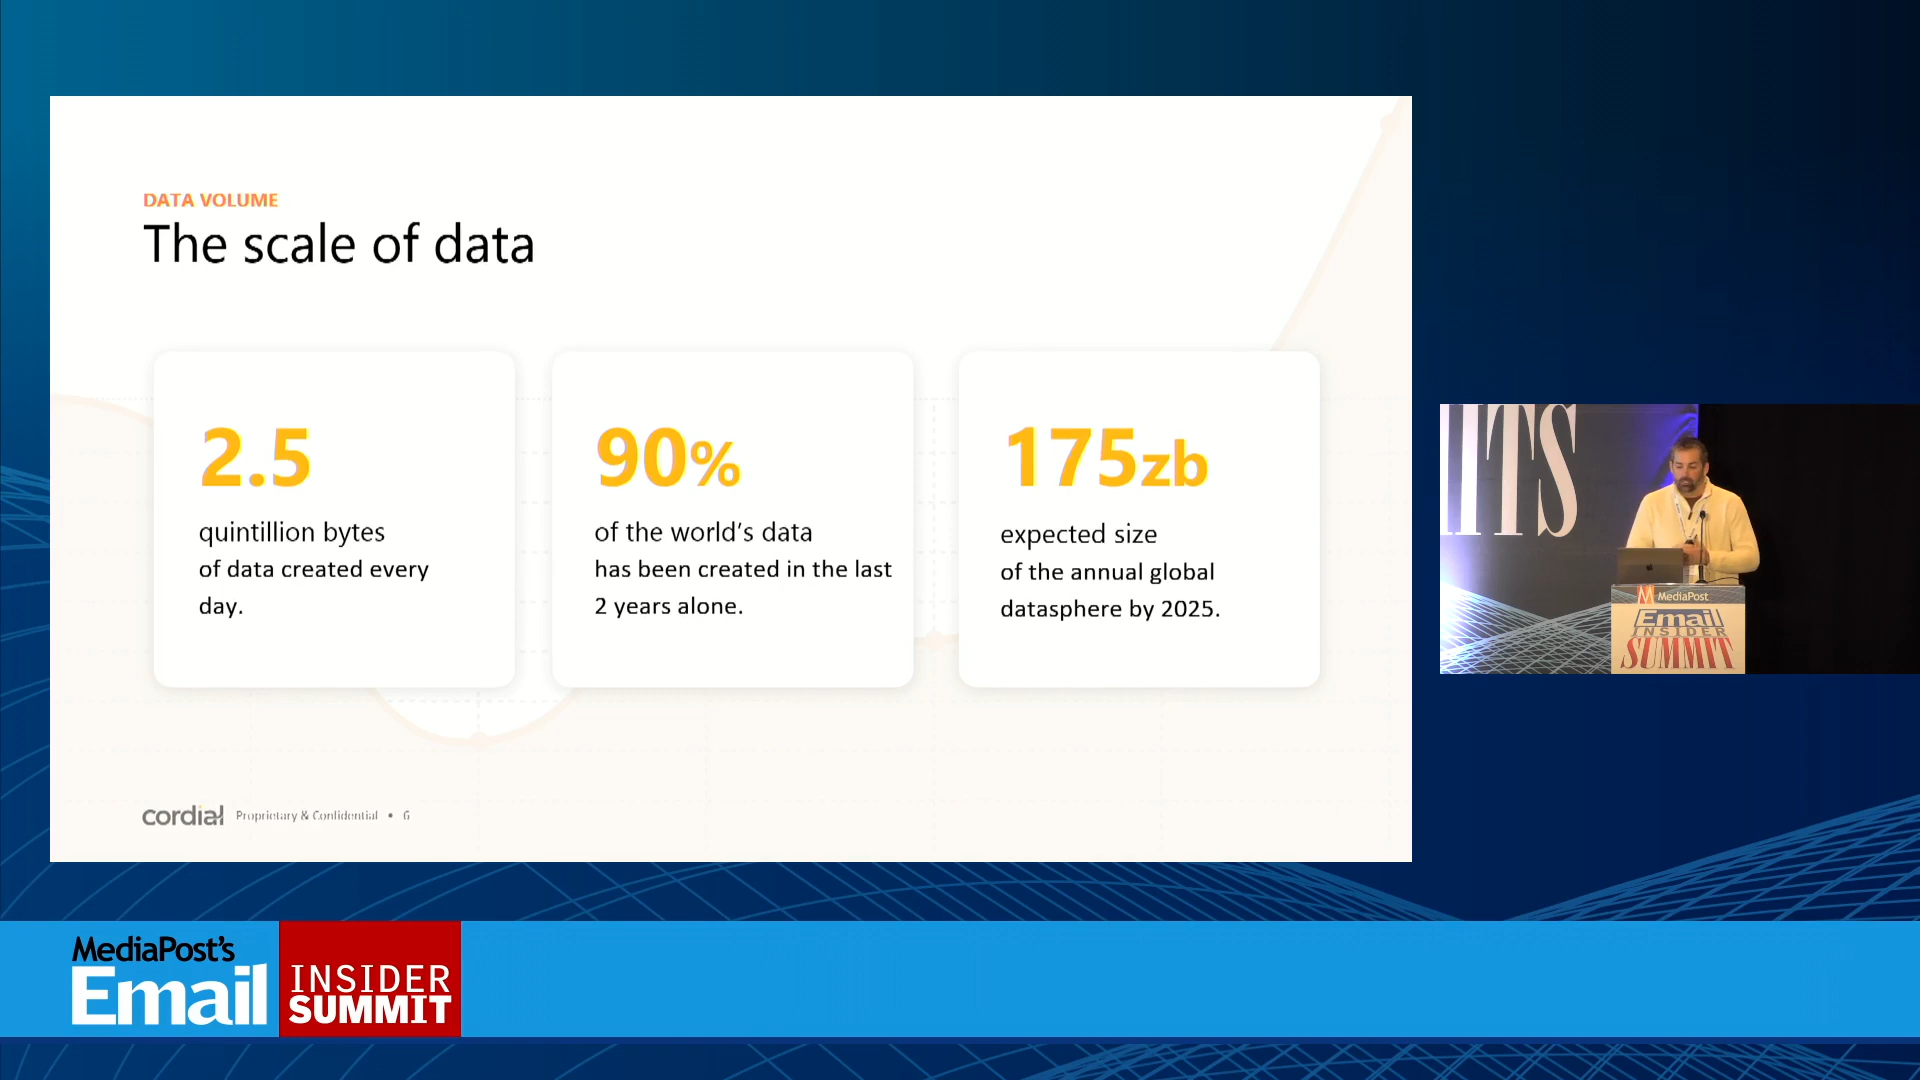 DATA VOLUME
The scale of data
2.5
quintillion bytes
of data created every
day.
90%
of the world's data
has been created in the last
2 years alone.
175zb
expected size
of the annual global
datasphere by 2025.
cordial Proprietary & Confidential • 6
ITS
MediaPost
Email
INSIDER
SUMMIT
MediaPost's
Email
INSIDER
SUMMIT